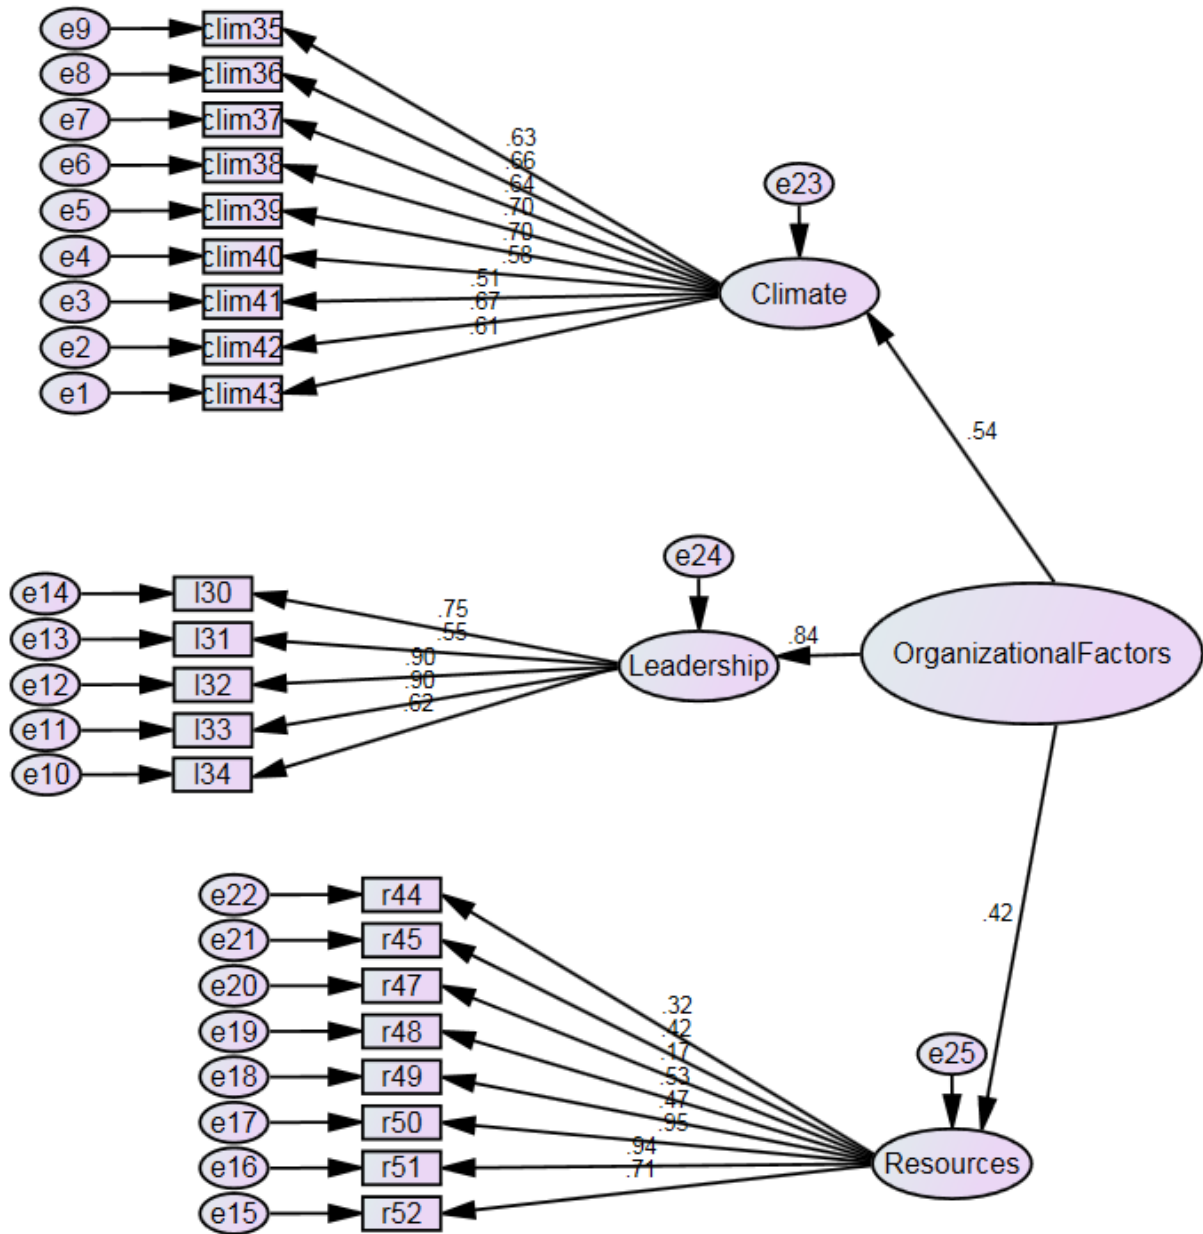 e9 clim35
e8 clim36
e7 clim37
e6 clim38
e5 clim39
e4 clim40
e3 clim41
e2 clim42
e1 clim43
.63
.66
.64
.70
.70
.58
.51
.67
.61
e23
Climate
.54
e14 l30
e13 l31
e12 l32
e11 l33
e10 l34
.75
.55
.90
.90
.62
e24
Leadership
.84
OrganizationalFactors
.42
e22 r44
e21 r45
e20 r47
e19 r48
e18 r49
e17 r50
e16 r51
e15 r52
.32
.42
.17
.53
.47
.95
.94
.71
e25
Resources